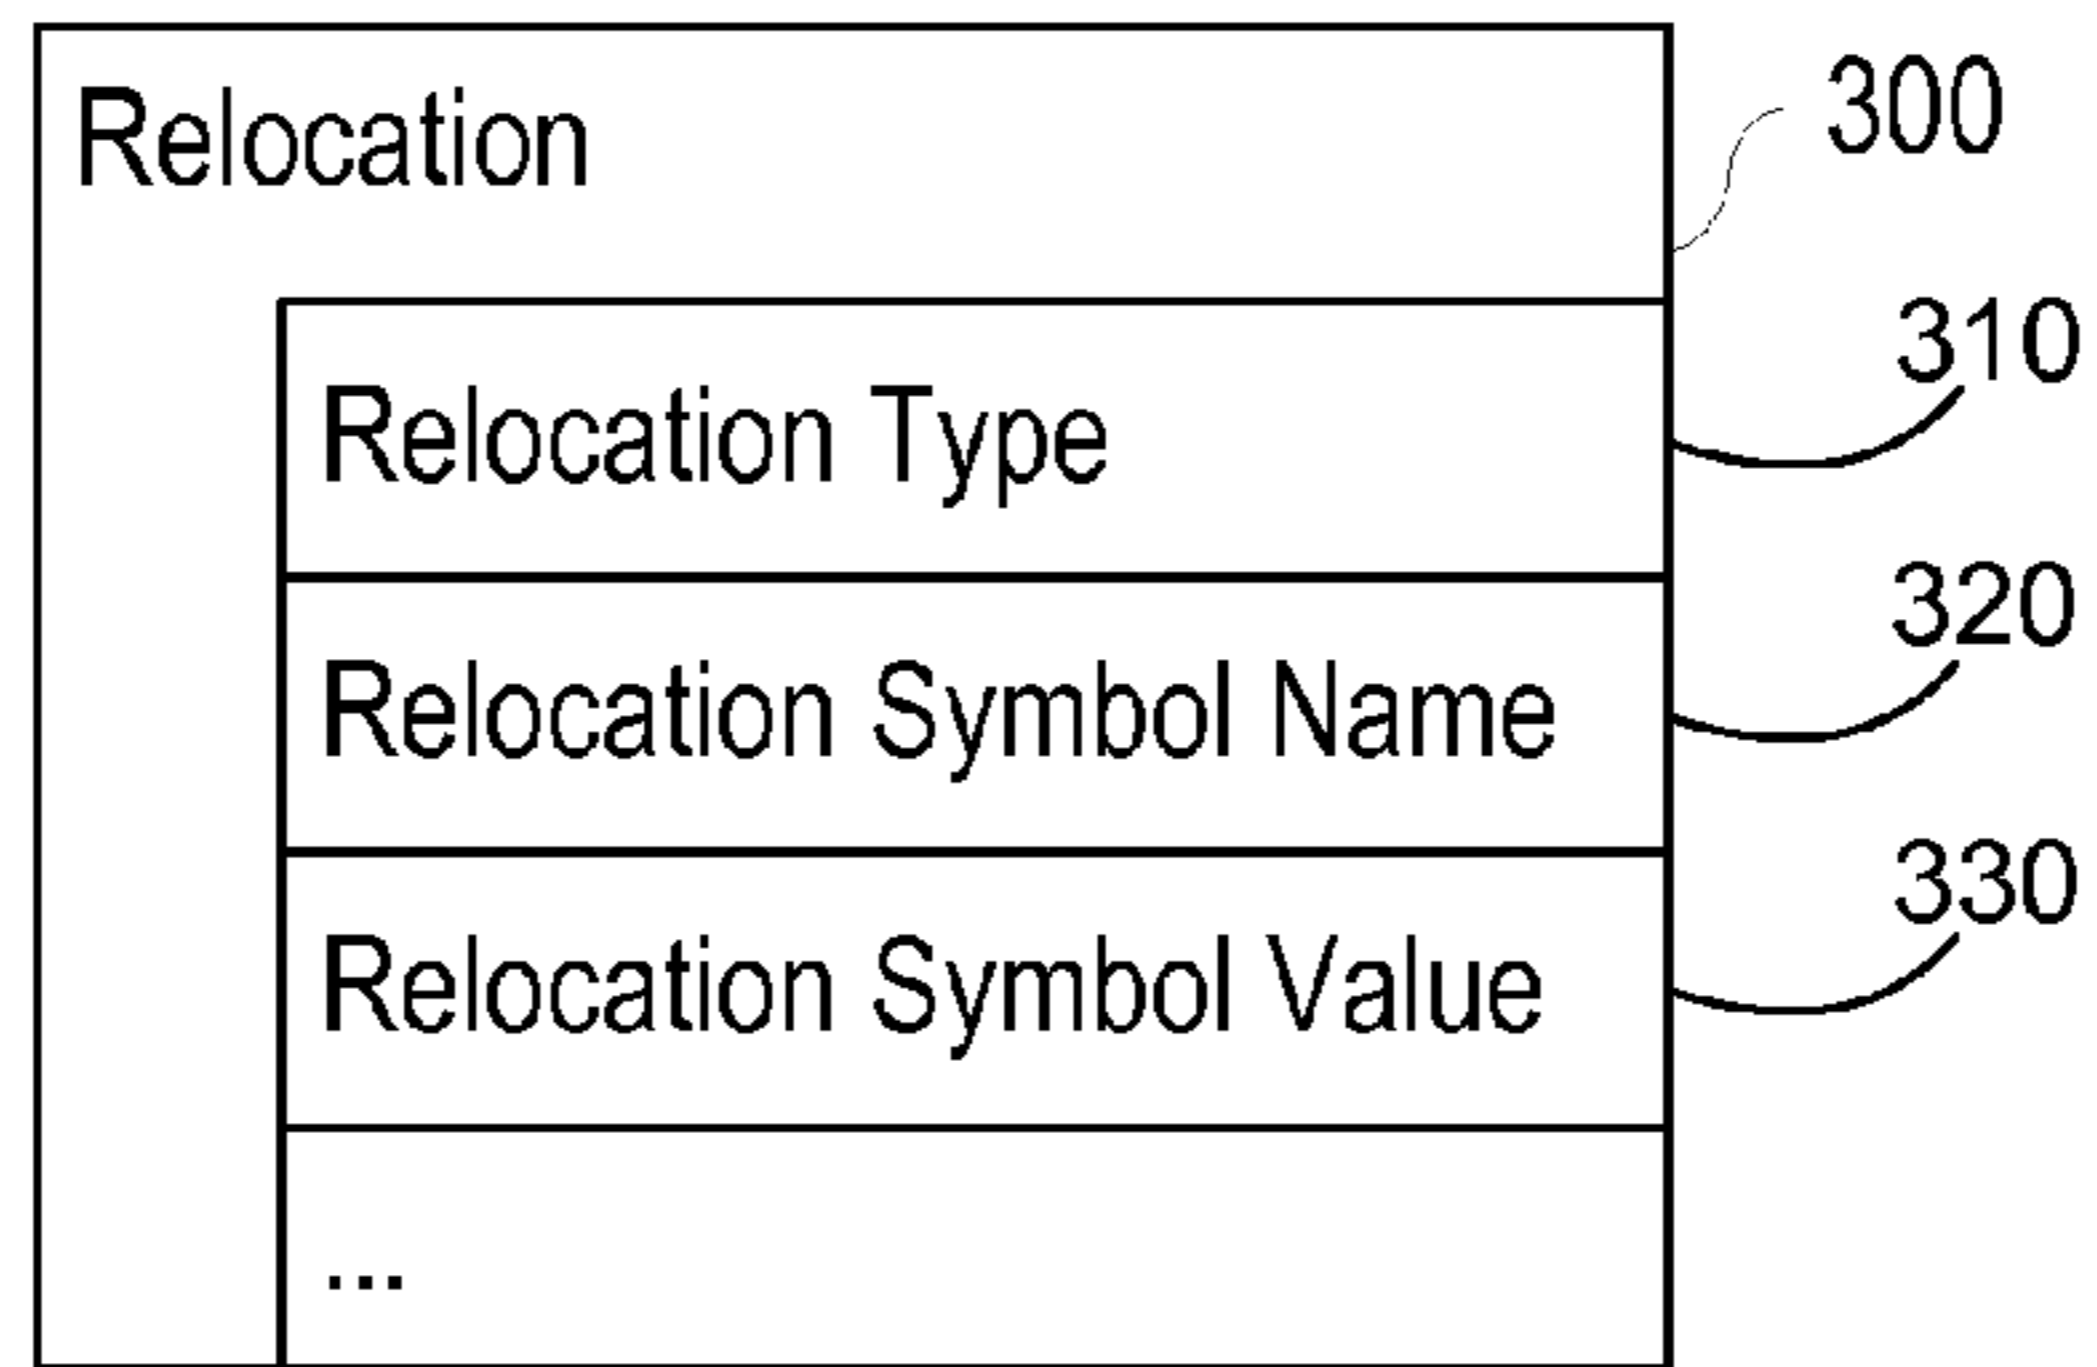 Relocation
300
310
Relocation Type
320
Relocation Symbol Name
330
Relocation Symbol Value
...